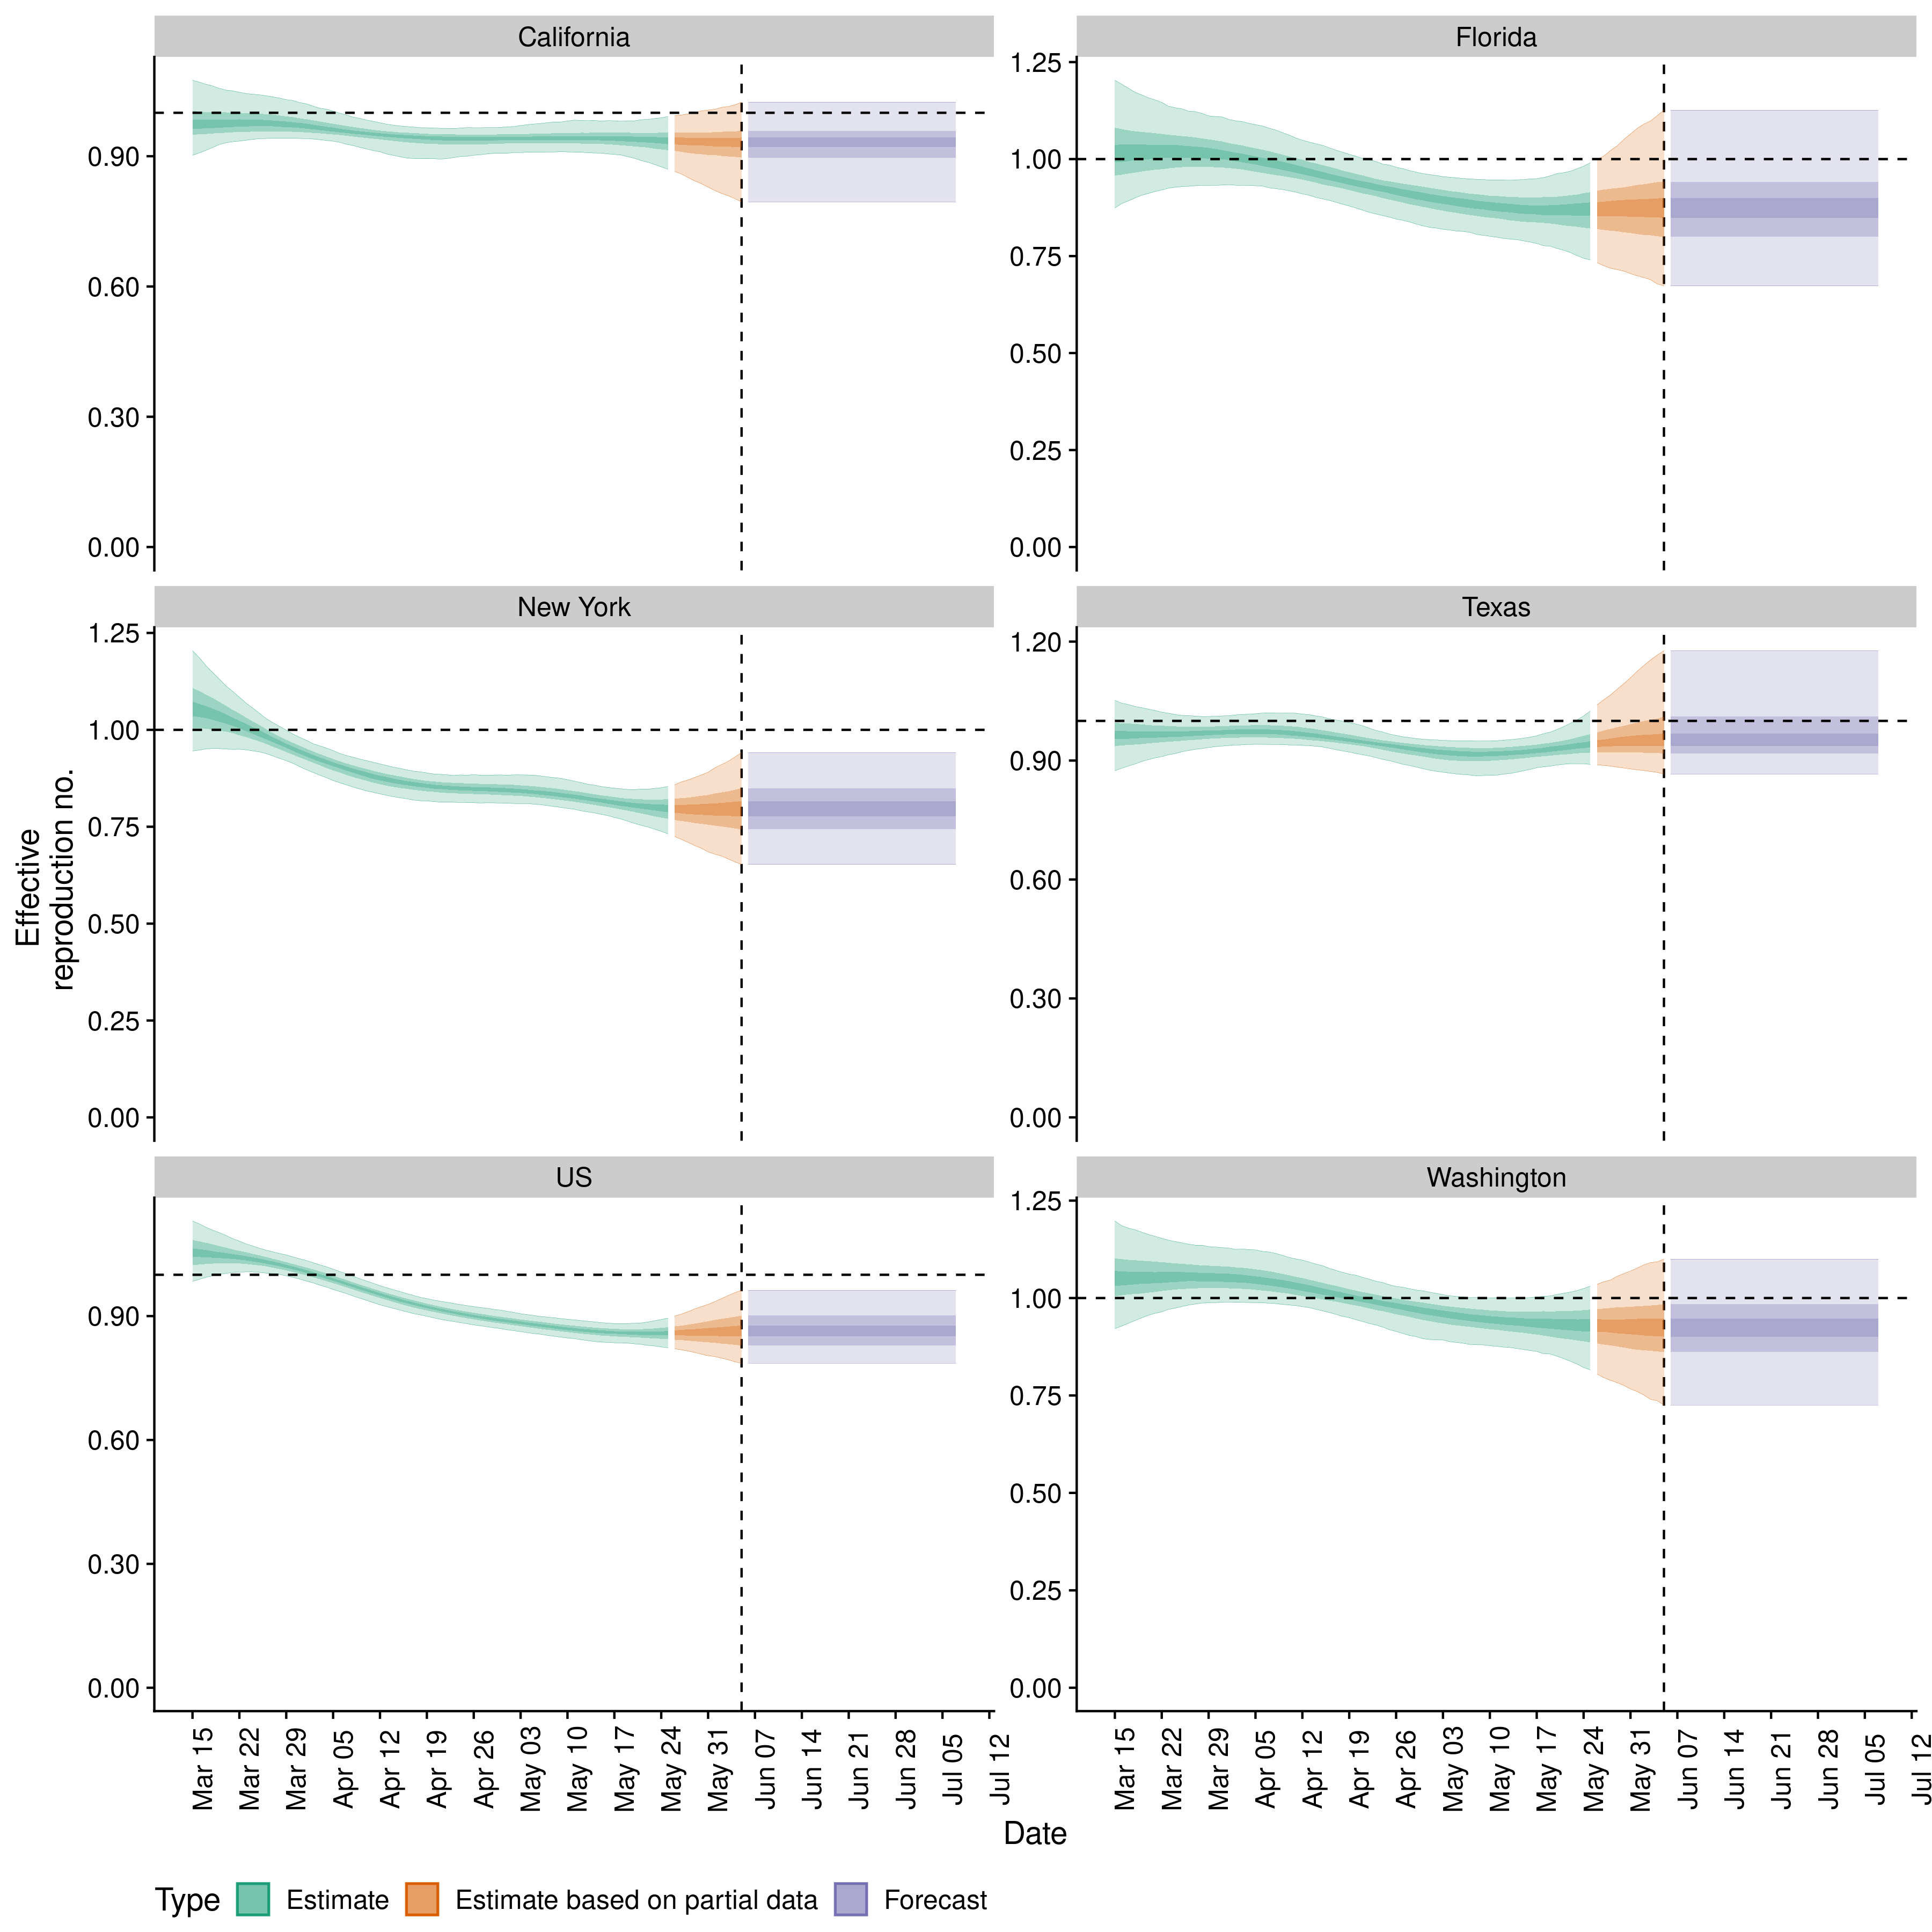 California
Florida
0.90
0.60
0.30
0.00
1.25
1.00
0.75
0.50
0.25
0.00
New York
Texas
1.25
1.00
0.75
0.50
0.25
0.00
1.20
0.90
0.60
0.30
0.00
Effective
reproduction no.
US
Washington
0.90
0.60
0.30
0.00
1.25
1.00
0.75
0.50
0.25
0.00
Mar 15
Mar 22
Mar 29
Apr 05
Apr 12
Apr 19
Apr 26
May 03
May 10
May 17
May 24
May 31
Jun 07
Jun 14
Jun 21
Jun 28
Jul 05
Jul 12
Mar 15
Mar 22
Mar 29
Apr 05
Apr 12
Apr 19
Apr 26
May 03
May 10
May 17
May 24
May 31
Jun 07
Jun 14
Jun 21
Jun 28
Jul 05
Jul 12
Date
Type Estimate Estimate based on partial data Forecast